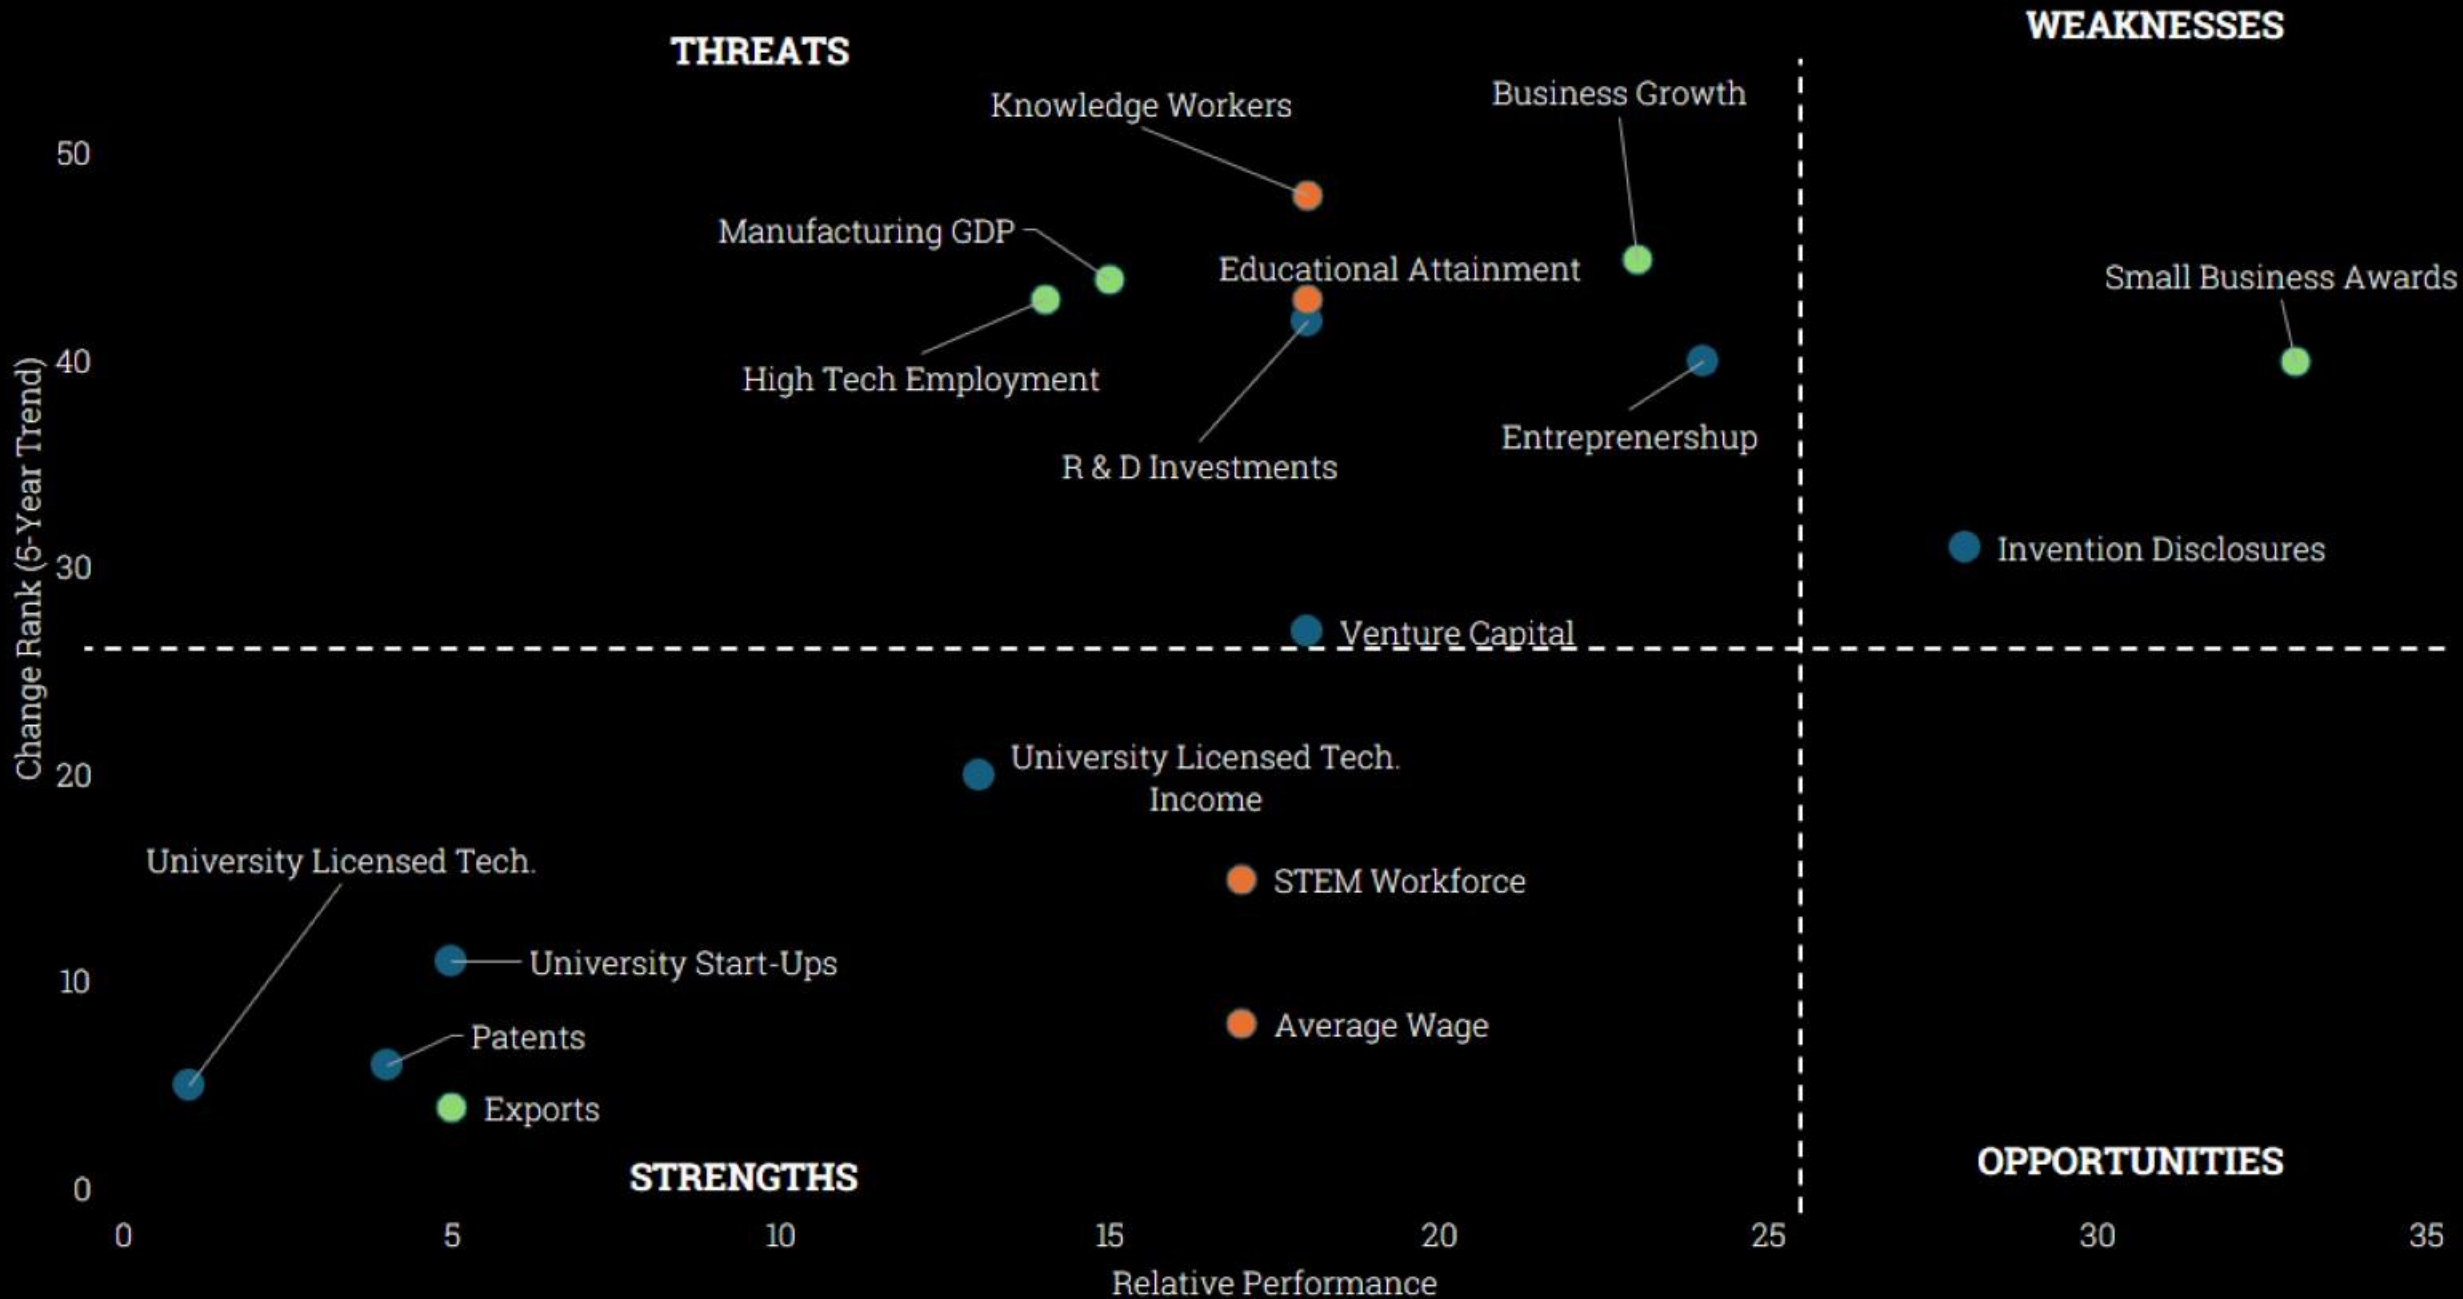 WEAKNESSES
THREATS
Business Growth
Knowledge Workers
50
Manufacturing GDP
Educational Attainment
Small Business Awards
40
High Tech Employment
Entreprenershup
R & D Investments
Invention Disclosures
30
Venture Capital
Change Rank (5-Year Trend)
University Licensed Tech.
Income
20
University Licensed Tech.
STEM Workforce
University Start-Ups
10
Average Wage
Patents
Exports
OPPORTUNITIES
STRENGTHS
0
0 5 10 15 20 25 30 35
Relative Performance